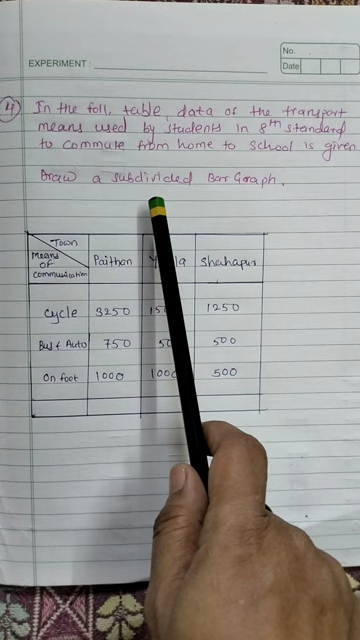 No.
EXPERIMENT :
Date
4) In the foll. table, data of the transport
means used by students in 8th standard
to commute from home to school is given
Draw a subdivided Bar Graph.
Town
Means of Communication
Paithan
Shahapur
Cycle 3250 1250
Bus & Auto 750 500
On foot 1000 1000 500